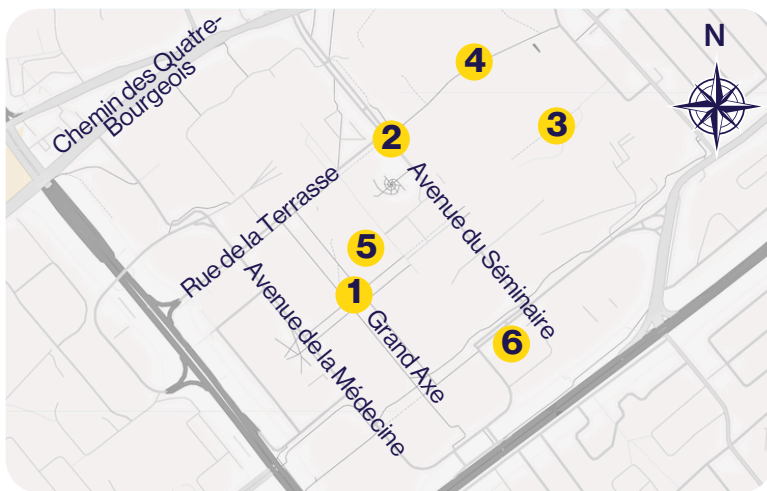 N
4
Chemin des Quatre-
Bourgeois
3
2
Rue de la Terrasse
Avenue du Séminaire
5
1
Avenue de la Médecine
Grand Axe
6